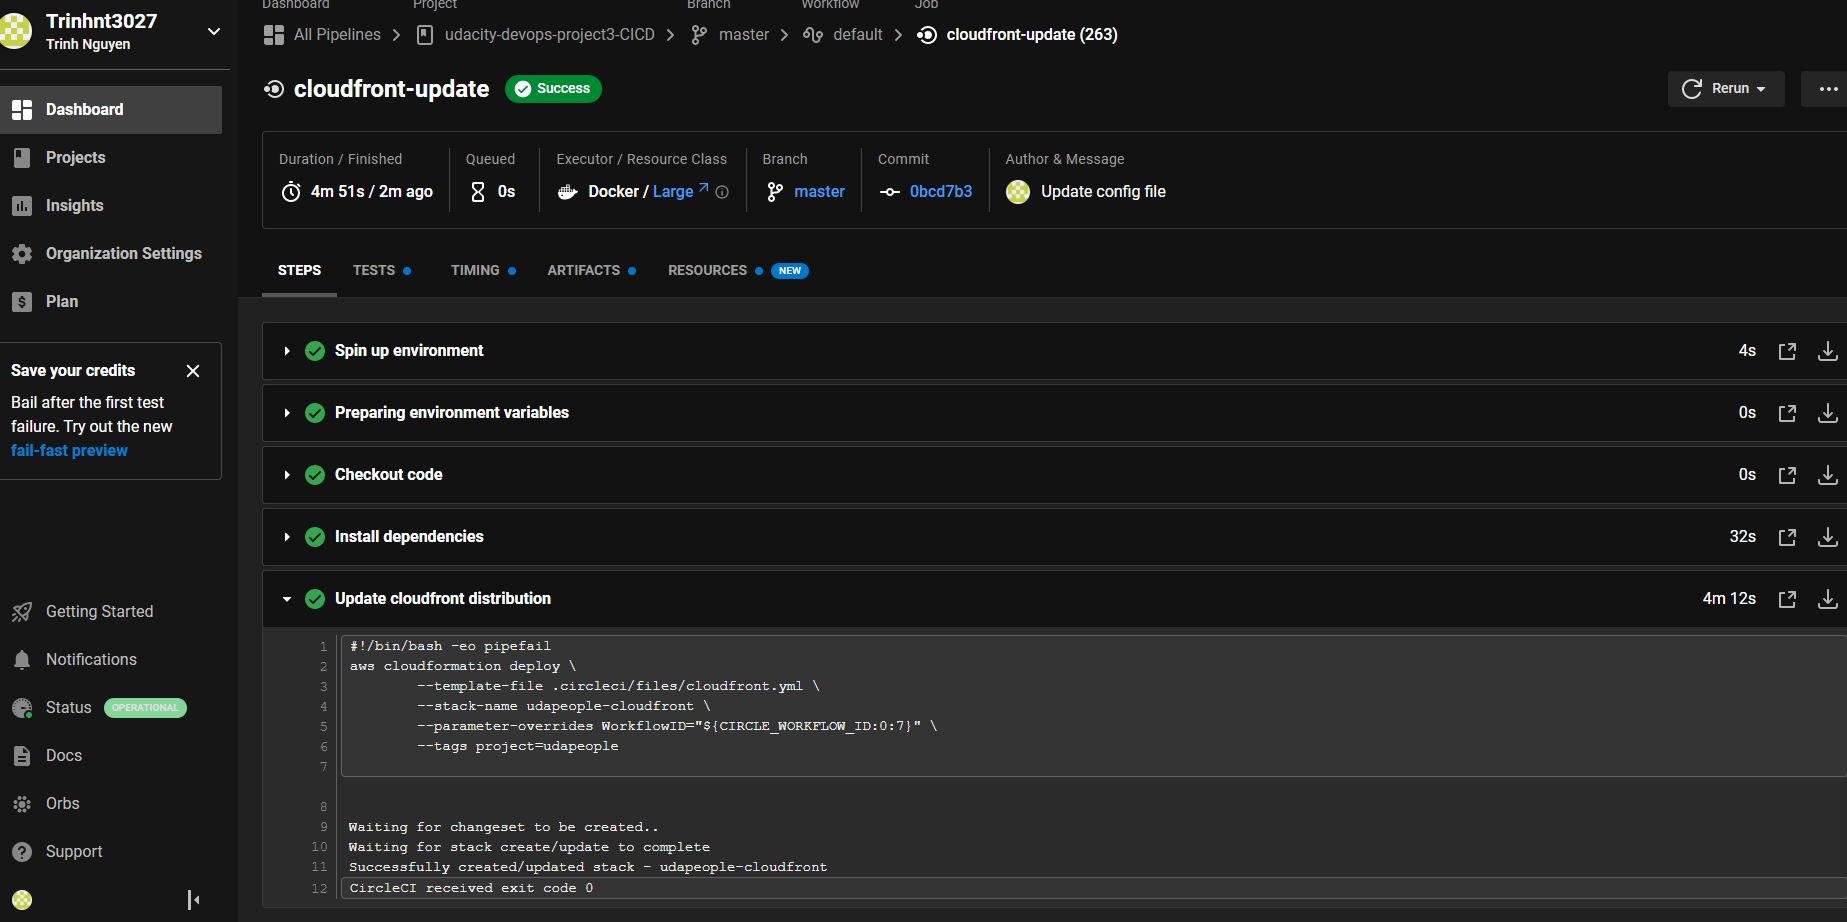 Trinhnt3027
Trinh Nguyen
Dashboard
Projects
Insights
Organization Settings
Plan
Save your credits
Bail after the first test
failure. Try out the new
fail-fast preview
Getting Started
Notifications
Status OPERATIONAL
Docs
Orbs
Support
Dashboard Project Branch Workflow Job
All Pipelines udacity-devops-project3-CICD master default cloudfront-update (263)
cloudfront-update Success Rerun
Duration / Finished Queued Executor / Resource Class Branch Commit Author & Message
4m 51s / 2m ago 0s Docker / Large master 0bcd7b3 Update config file
STEPS TESTS TIMING ARTIFACTS RESOURCES NEW
Spin up environment 4s
Preparing environment variables 0s
Checkout code 0s
Install dependencies 32s
Update cloudfront distribution 4m 12s
1 #!/bin/bash -eo pipefail
2 aws cloudformation deploy \
3 --template-file .circleci/files/cloudfront.yml \
4 --stack-name udapeople-cloudfront \
5 --parameter-overrides WorkflowID="${CIRCLE_WORKFLOW_ID:0:7}" \
6 --tags project=udapeople
7
8
9 Waiting for changeset to be created..
10 Waiting for stack create/update to complete
11 Successfully created/updated stack - udapeople-cloudfront
12 CircleCI received exit code 0